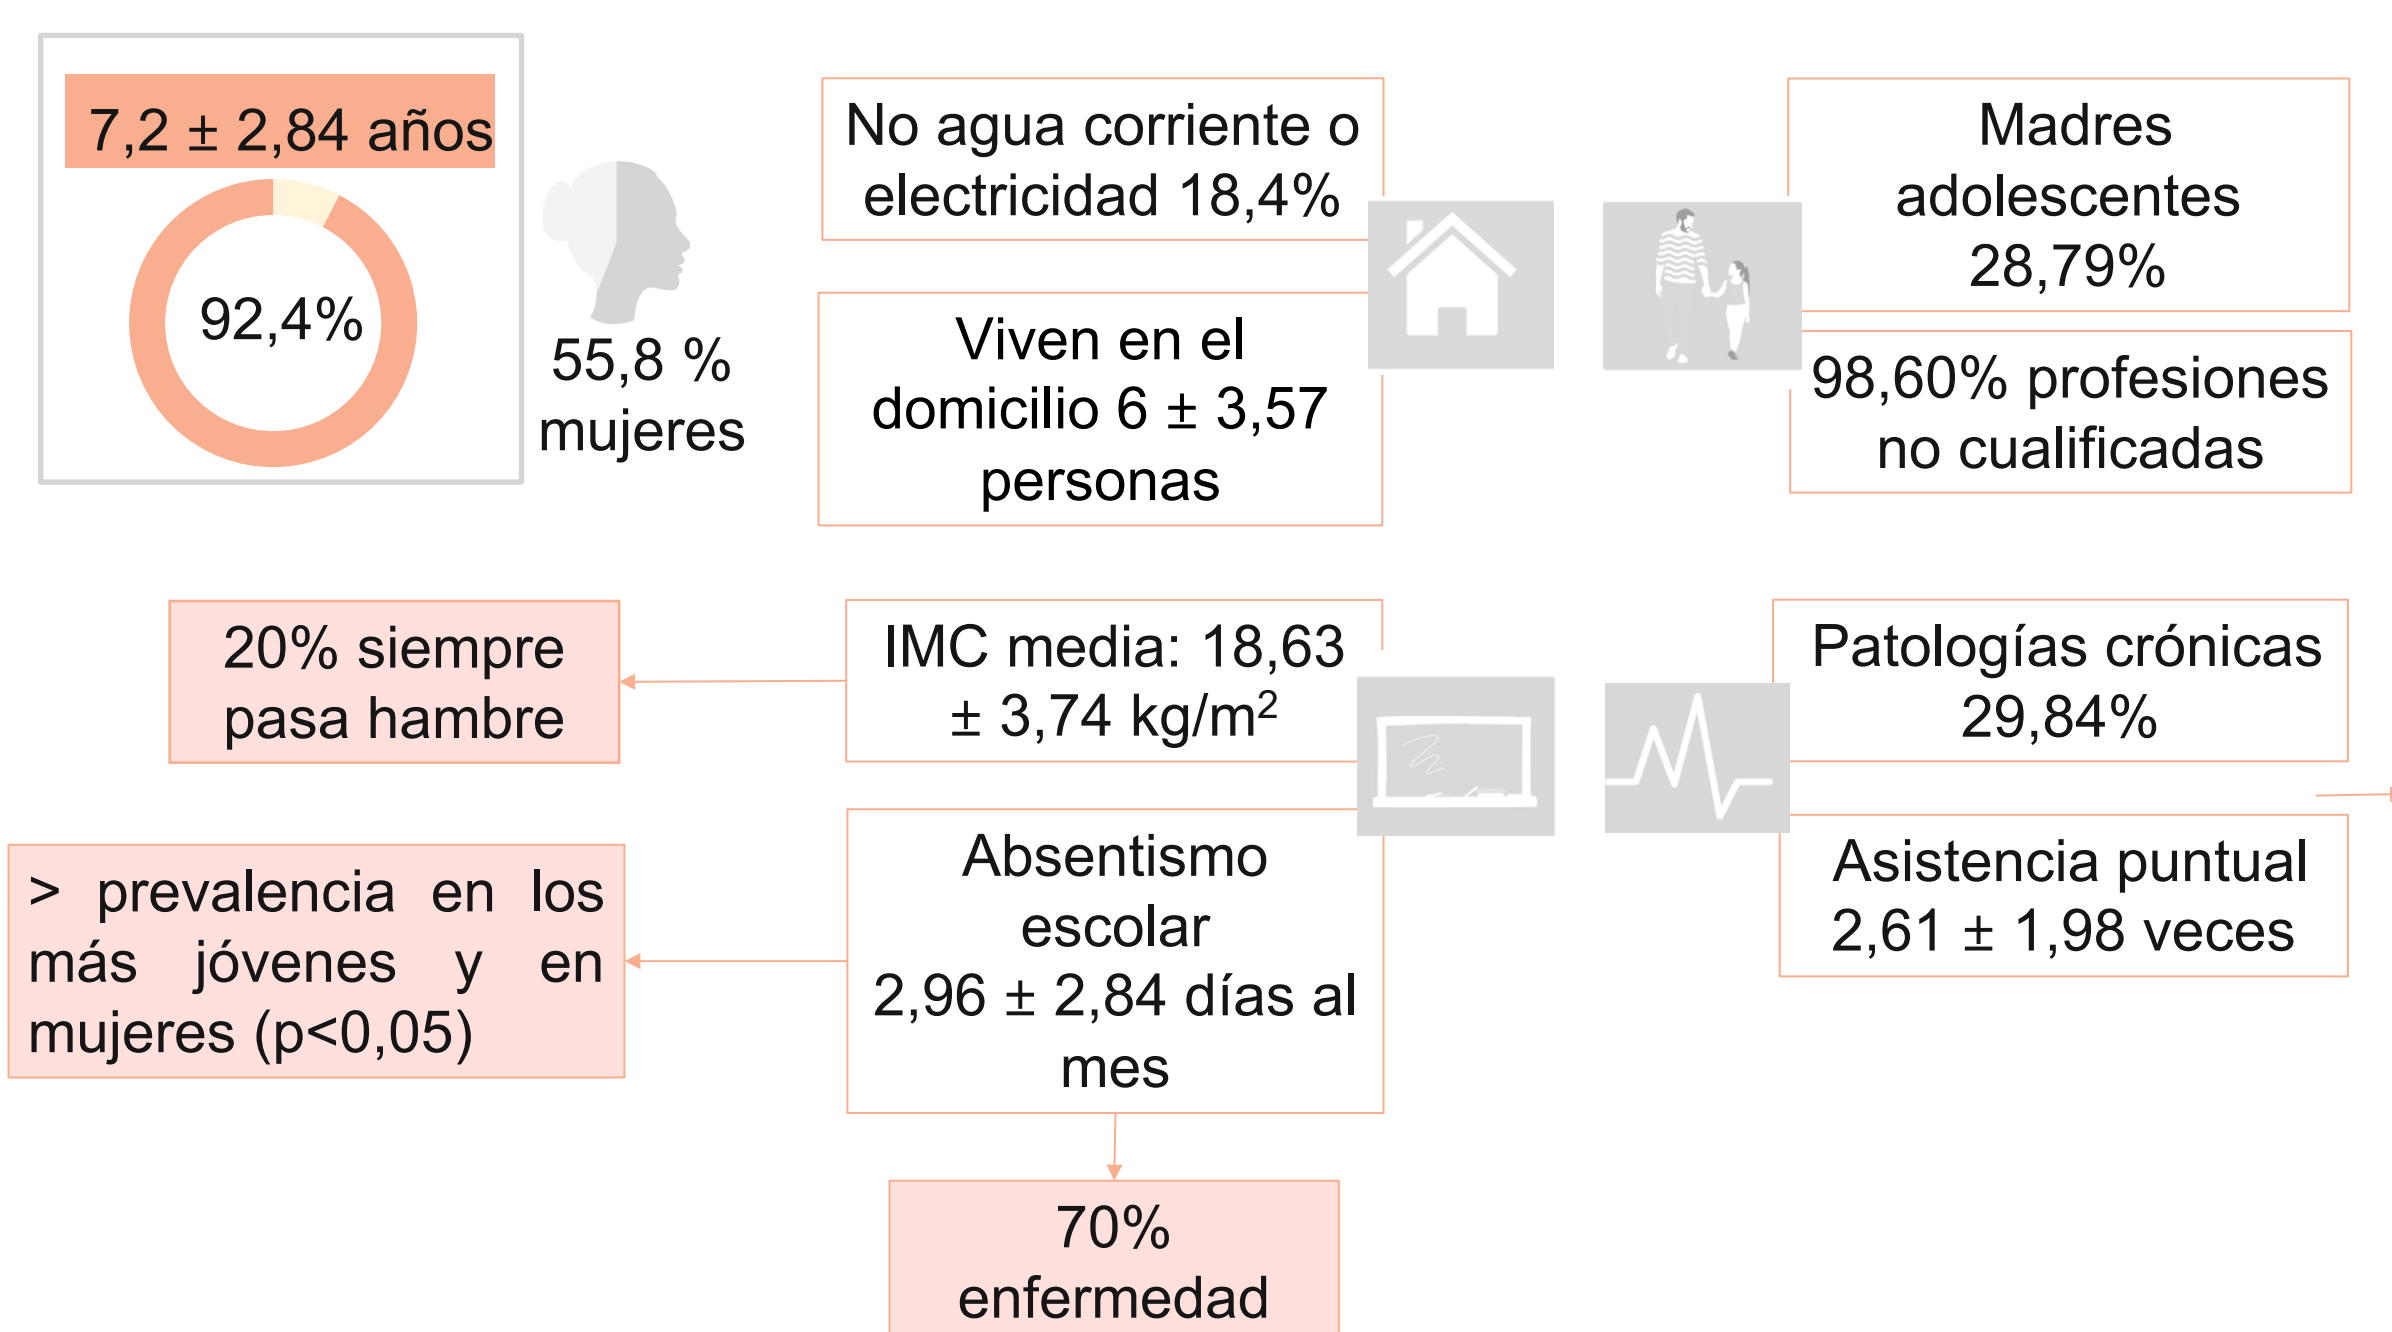 7,2 ± 2,84 años
92,4%
55,8 %
mujeres
No agua corriente o
electricidad 18,4%
Viven en el
domicilio 6 ± 3,57
personas
Madres
adolescentes
28,79%
98,60% profesiones
no cualificadas
20% siempre
pasa hambre
IMC media: 18,63
± 3,74 kg/m²
Patologías crónicas
29,84%
> prevalencia en los
más jóvenes y en
mujeres (p<0,05)
Absentismo
escolar
2,96 ± 2,84 días al
mes
Asistencia puntual
2,61 ± 1,98 veces
70%
enfermedad